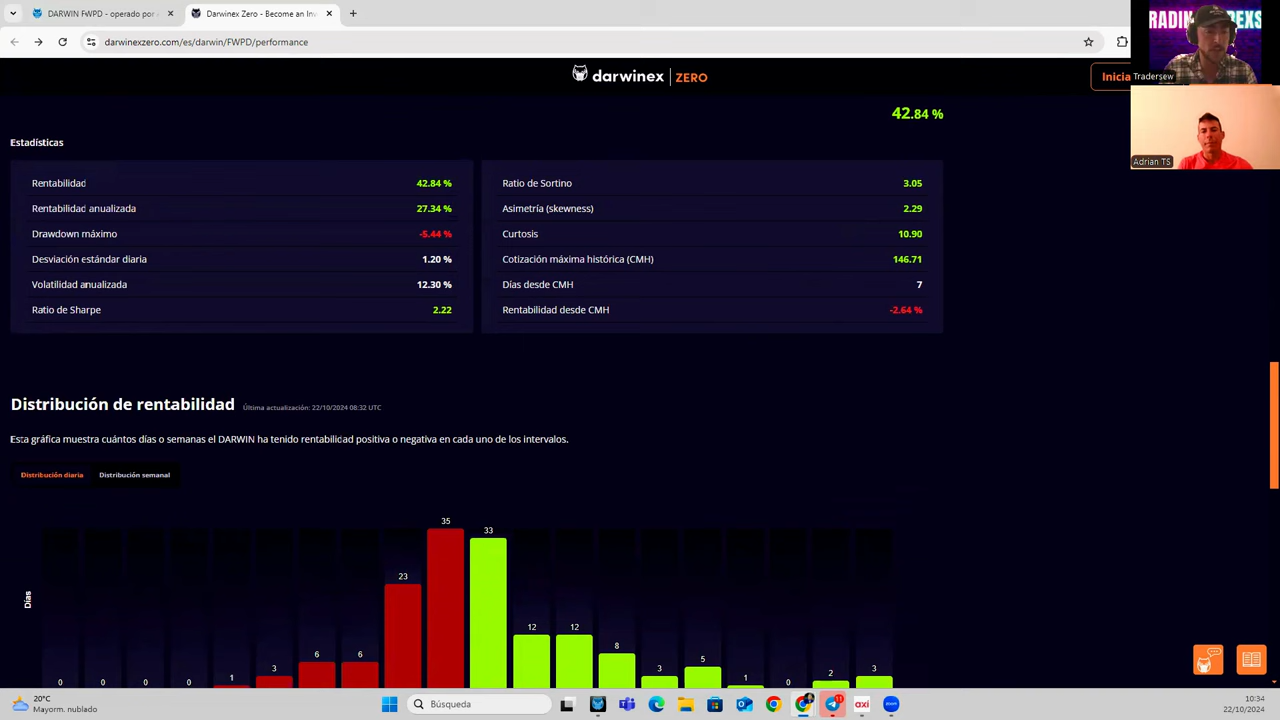 DARWIN FWPD - operado por
Darwinex Zero - Become an Inv
darwinexzero.com/es/darwin/FWPD/performance
darwinex | ZERO
Inicia
RADIN
EXS
Tradersew
Adrian TS
42.84 %
Estadísticas
Rentabilidad 42.84 %
Rentabilidad anualizada 27.34 %
Drawdown máximo -5.44 %
Desviación estándar diaria 1.20 %
Volatilidad anualizada 12.30 %
Ratio de Sharpe 2.22
Ratio de Sortino 3.05
Asimetría (skewness) 2.29
Curtosis 10.90
Cotización máxima histórica (CMH) 146.71
Días desde CMH 7
Rentabilidad desde CMH -2.64 %
Distribución de rentabilidad Última actualización: 22/10/2024 08:32 UTC
Esta gráfica muestra cuántos días o semanas el DARWIN ha tenido rentabilidad positiva o negativa en cada uno de los intervalos.
Distribución diaria Distribución semanal
Días
0 0 0 0 1 3 6 6 23 35 33 12 12 8 3 5 1 0 2 3
20°C
Mayorm. nublado
Búsqueda
axi
zoom
10:34
22/10/2024